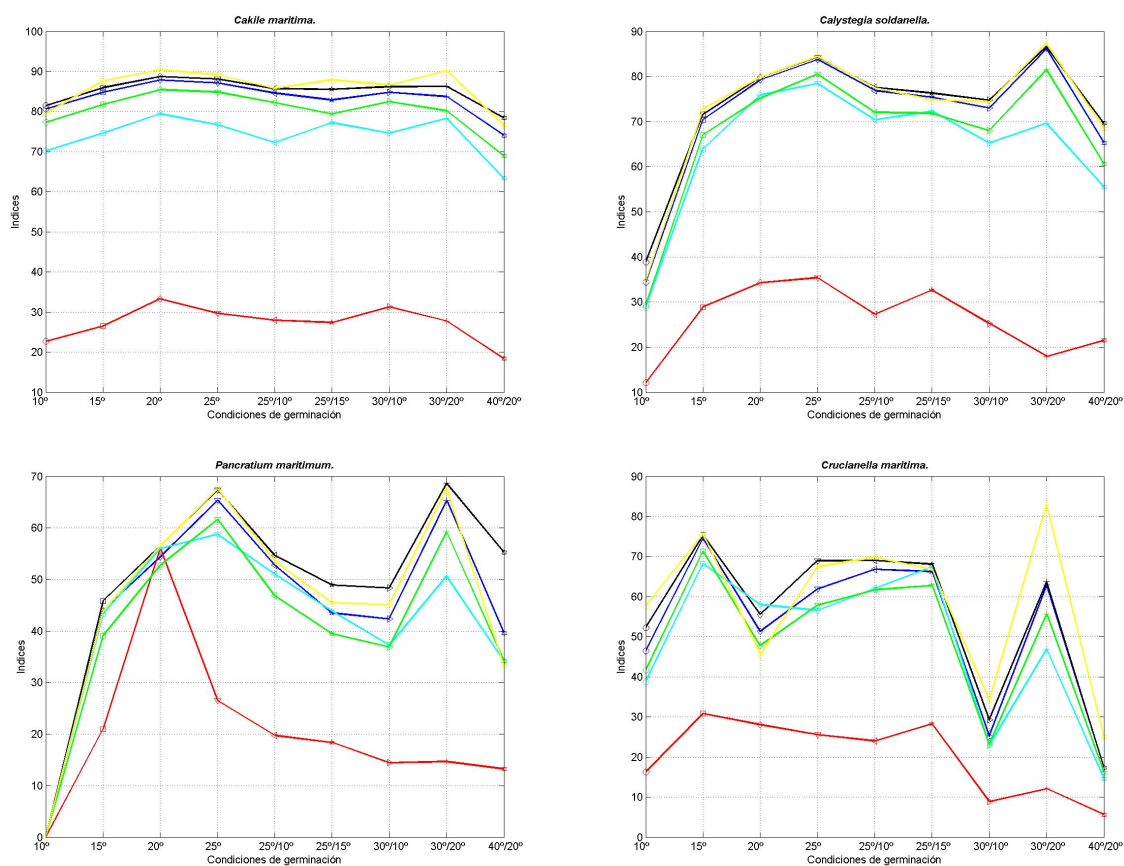 Cakile maritima.
100
90
80
70
60
50
40
30
20
10
Indices
10º 15º 20º 25º 25º/10º 25º/15º 30º/10º 30º/20º 40º/20º
Condiciones de germinación
Calystegia soldanella.
90
80
70
60
50
40
30
20
10
Indices
10º 15º 20º 25º 25º/10º 25º/15º 30º/10º 30º/20º 40º/20º
Condiciones de germinación
Pancratium maritimum.
70
60
50
40
30
20
10
0
Indices
10º 15º 20º 25º 25º/10º 25º/15º 30º/10º 30º/20º 40º/20º
Condiciones de germinación
Crucianella maritima.
90
80
70
60
50
40
30
20
10
0
Indices
10º 15º 20º 25º 25º/10º 25º/15º 30º/10º 30º/20º 40º/20º
Condiciones de germinación